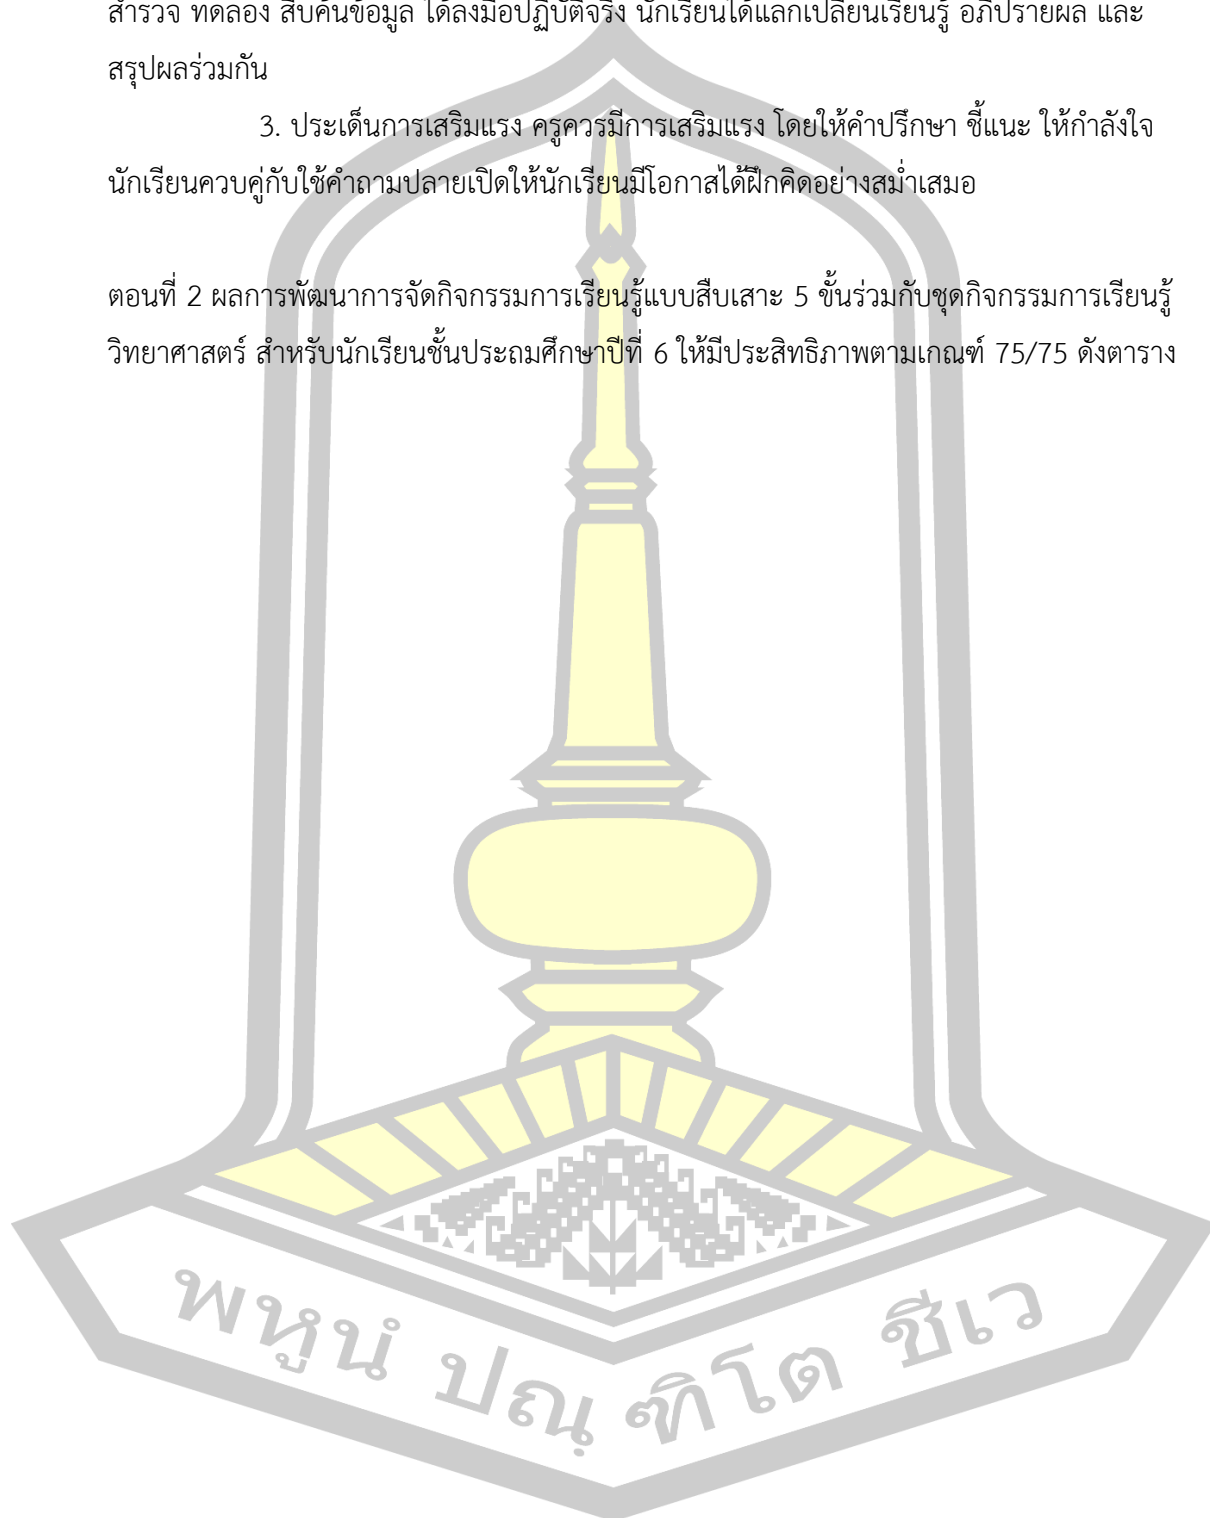 สำรวจ ทดลอง สืบค้นข้อมูล ได้ลงมือปฏิบัติจริง นักเรียนได้แลกเปลี่ยนเรียนรู้ อภิปรายผล และ
สรุปผลร่วมกัน
3. ประเด็นการเสริมแรง ครูควรมีการเสริมแรง โดยให้คำปรึกษา ชี้แนะ ให้กำลังใจ
นักเรียนควบคู่กับใช้คำถามปลายเปิดให้นักเรียนมีโอกาสได้ฝึกคิดอย่างสม่ำเสมอ
ตอนที่ 2 ผลการพัฒนาการจัดกิจกรรมการเรียนรู้แบบสืบเสาะ 5 ขั้นร่วมกับชุดกิจกรรมการเรียนรู้
วิทยาศาสตร์ สำหรับนักเรียนชั้นประถมศึกษาปีที่ 6 ให้มีประสิทธิภาพตามเกณฑ์ 75/75 ดังตาราง
พหูนํ ปณฺฑิโต ชีเว